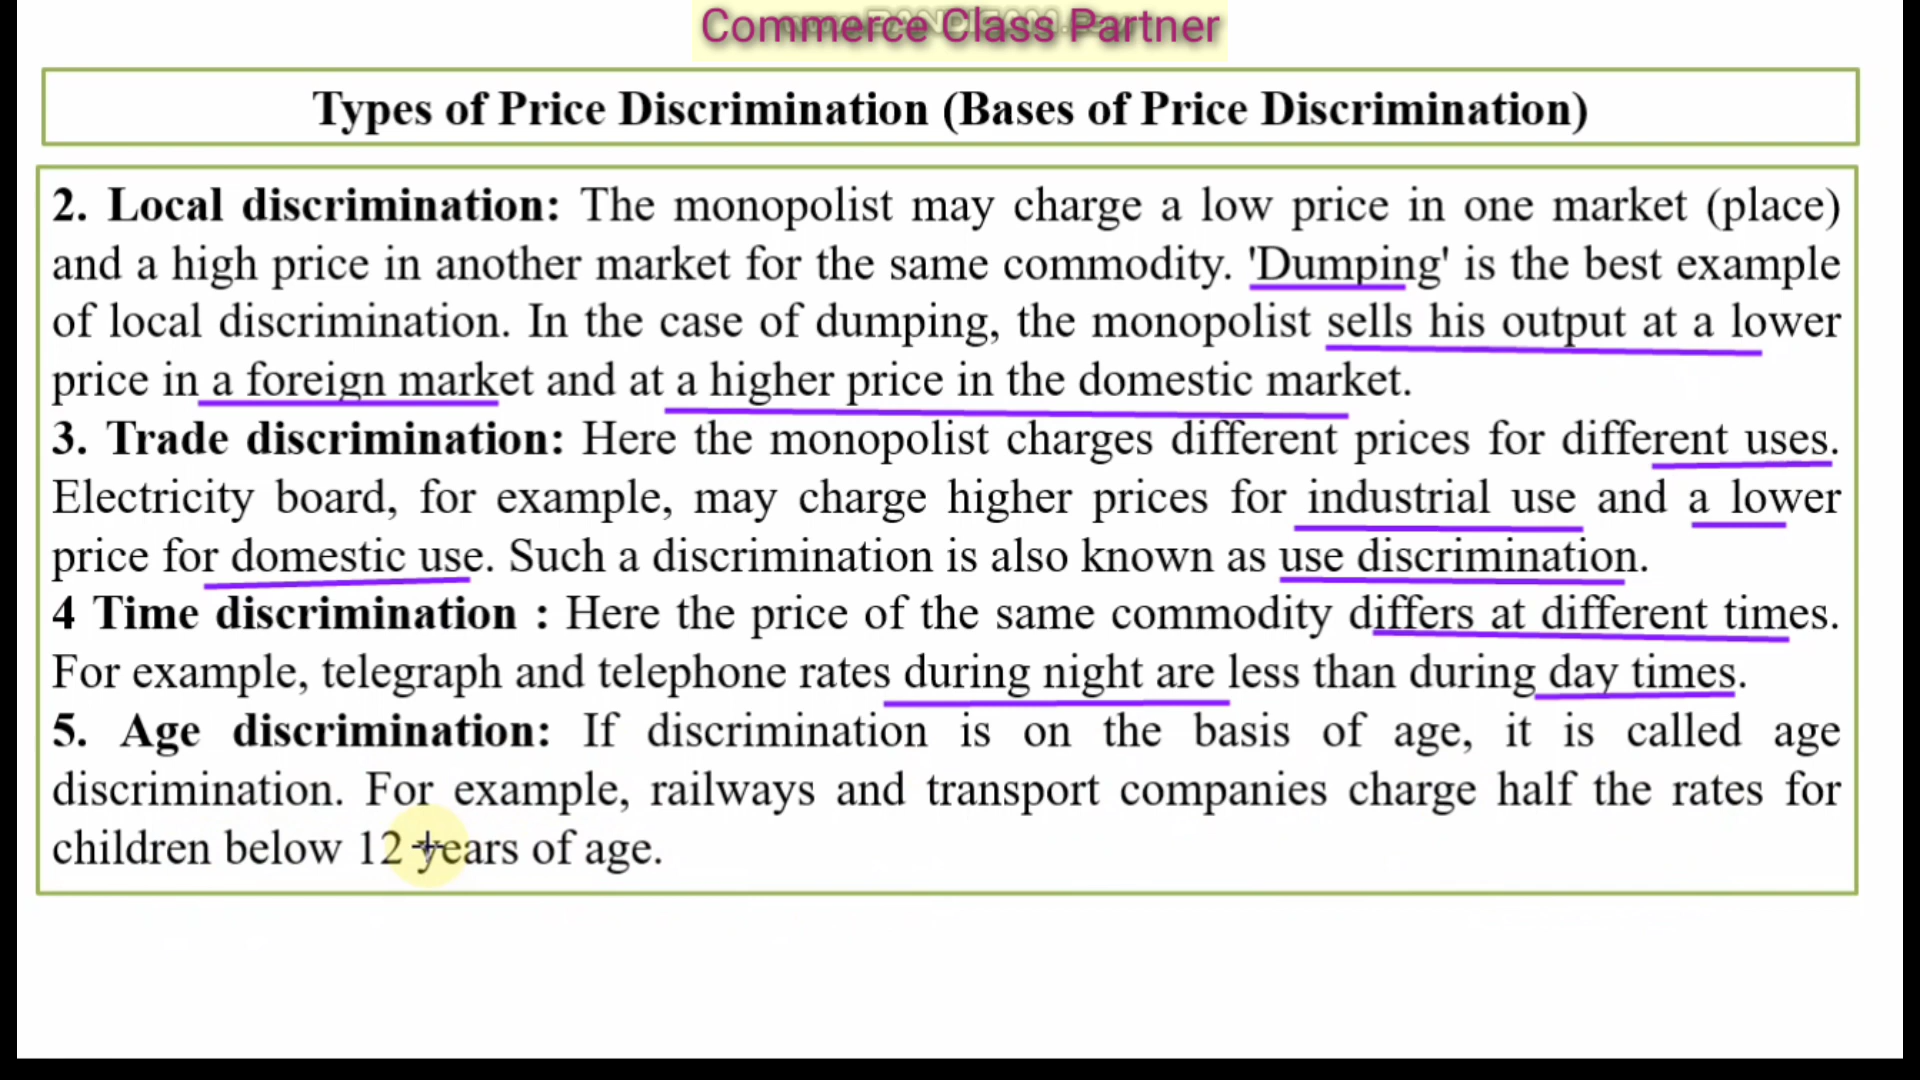 Commerce Class Partner
Types of Price Discrimination (Bases of Price Discrimination)
2. Local discrimination: The monopolist may charge a low price in one market (place)
and a high price in another market for the same commodity. 'Dumping' is the best example
of local discrimination. In the case of dumping, the monopolist sells his output at a lower
price in a foreign market and at a higher price in the domestic market.
3. Trade discrimination: Here the monopolist charges different prices for different uses.
Electricity board, for example, may charge higher prices for industrial use and a lower
price for domestic use. Such a discrimination is also known as use discrimination.
4 Time discrimination : Here the price of the same commodity differs at different times.
For example, telegraph and telephone rates during night are less than during day times.
5. Age discrimination: If discrimination is on the basis of age, it is called age
discrimination. For example, railways and transport companies charge half the rates for
children below 12 years of age.